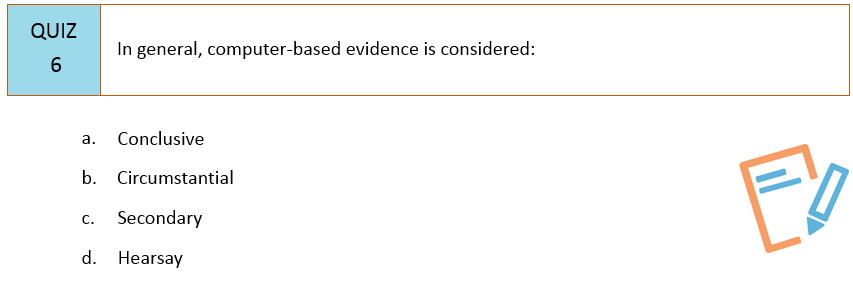 QUIZ
6
In general, computer-based evidence is considered:
a. Conclusive
b. Circumstantial
c. Secondary
d. Hearsay